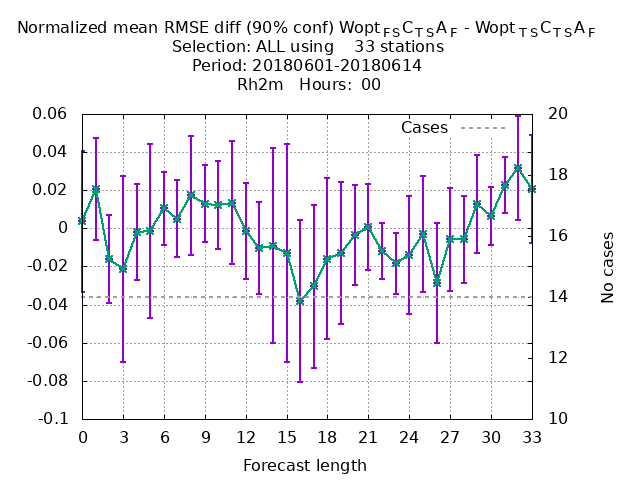 Normalized mean RMSE diff (90% conf) Wopt FS C TS A F - Wopt TS C TS A F
Selection: ALL using 33 stations
Period: 20180601-20180614
Rh2m Hours: 00
Cases
0.06
0.04
0.02
0
-0.02
-0.04
-0.06
-0.08
-0.1
20
18
16
14
12
10
No cases
0 3 6 9 12 15 18 21 24 27 30 33
Forecast length